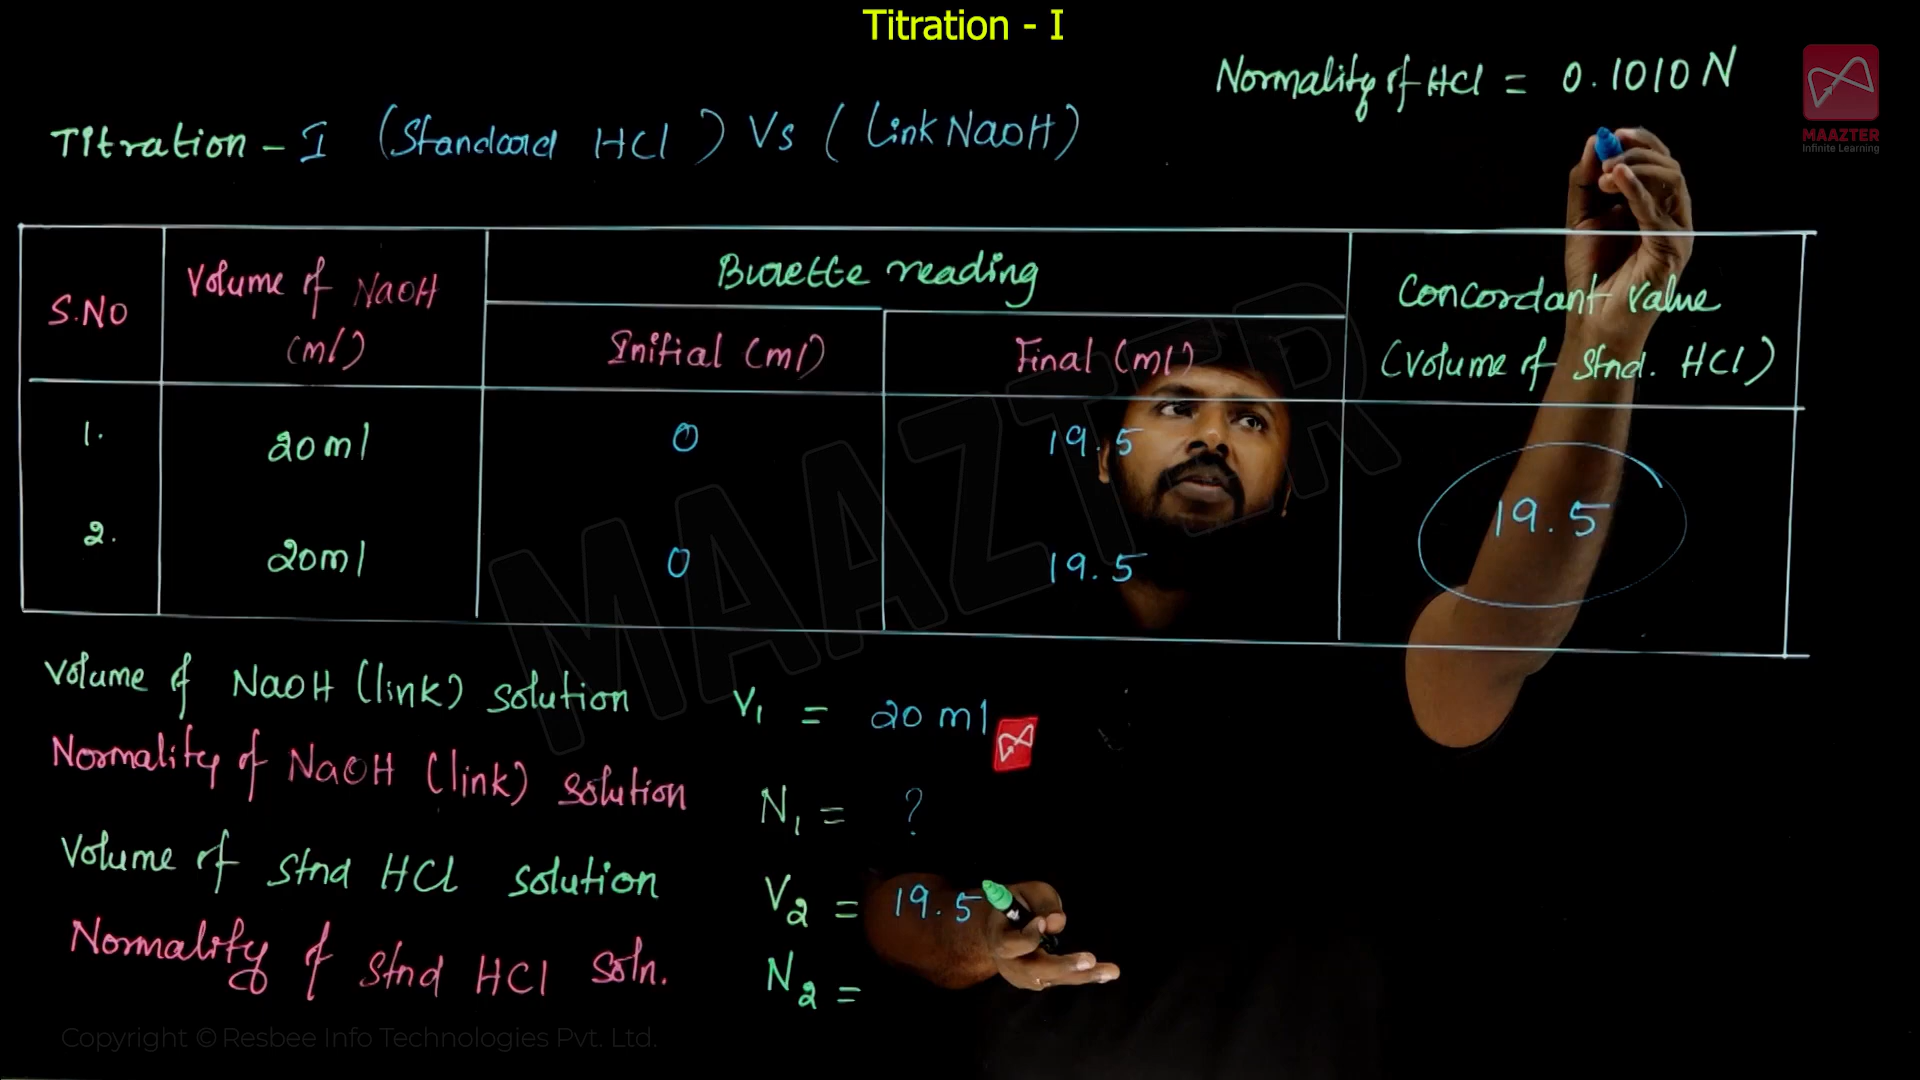 Titration - I
Normality of HCl = 0.1010 N
MAAZTER
Infinite Learning
Titration - I (Standard HCl) Vs (Link NaOH)
S.NO
Volume of NaOH
(ml)
Burette reading
Initial (ml)
Final (ml)
Concordant value
(Volume of Stnd. HCl)
1.
20 ml
0
19.5
19.5
2.
20 ml
0
19.5
MAAZTER
Volume of NaOH (link) solution V1 = 20 ml
Normality of NaOH (link) solution N1 = ?
Volume of Stnd HCl solution V2 = 19.5
Normality of Stnd HCl Soln. N2 =
Copyright © Resbee Info Technologies Pvt. Ltd.